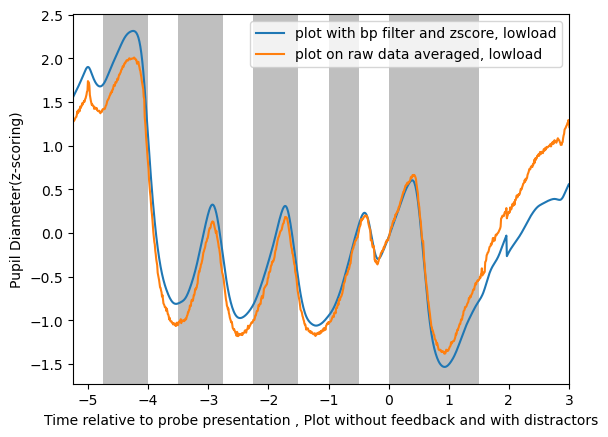 2.5
2.0
1.5
1.0
0.5
0.0
−0.5
−1.0
−1.5
Pupil Diameter(z-scoring)
plot with bp filter and zscore, lowload
plot on raw data averaged, lowload
−5 −4 −3 −2 −1 0 1 2 3
Time relative to probe presentation , Plot without feedback and with distractors